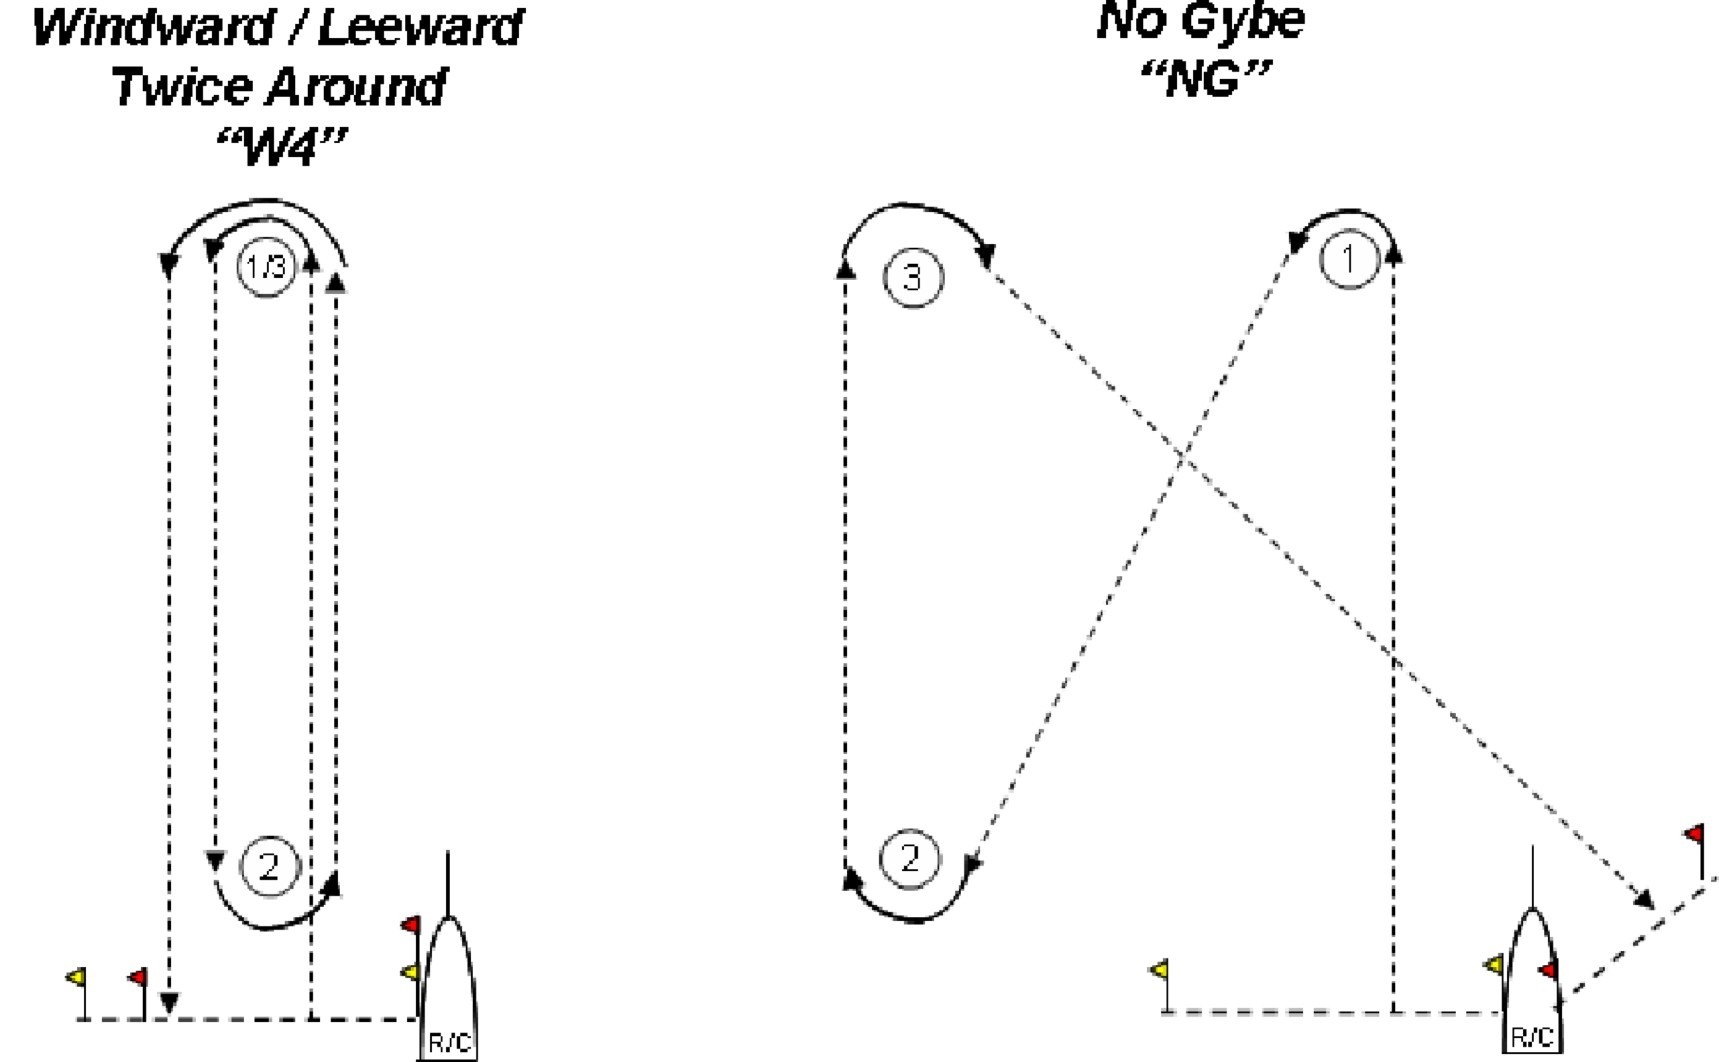 Windward / Leeward
Twice Around
“W4”
No Gybe
“NG”
1/3
2
R/C
3
1
2
R/C